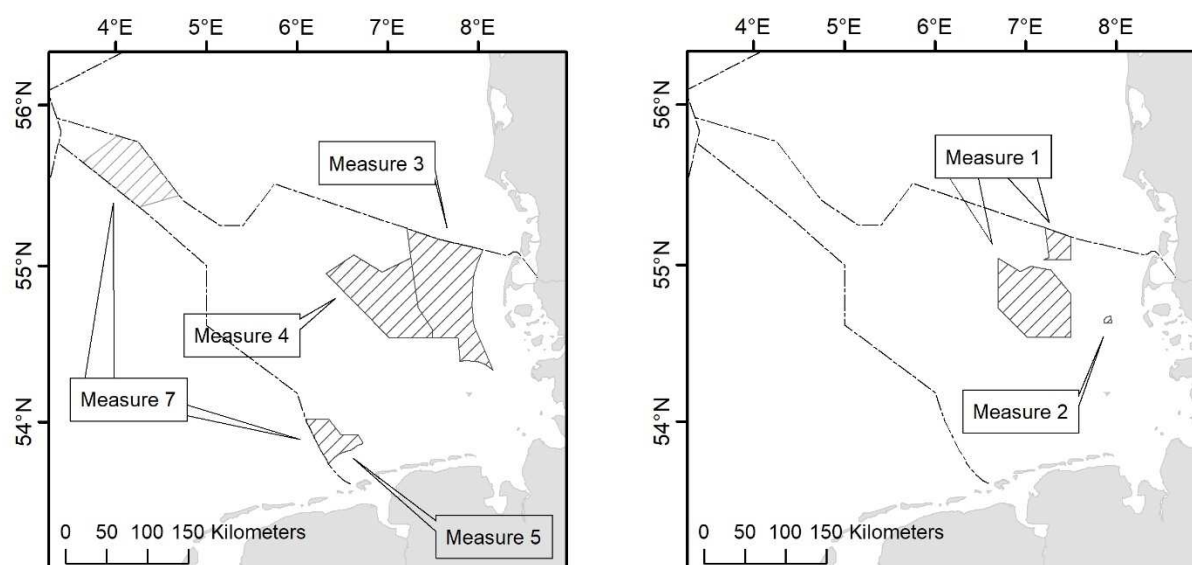 4°E 5°E 6°E 7°E 8°E
56°N
55°N
54°N
Measure 3
Measure 4
Measure 7
Measure 5
0 50 100 150 Kilometers
4°E 5°E 6°E 7°E 8°E
56°N
55°N
54°N
Measure 1
Measure 2
0 50 100 150 Kilometers